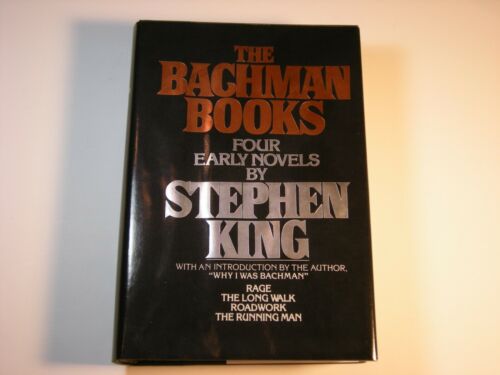 THE
BACHMAN
BOOKS
FOUR
EARLY NOVELS
BY
STEPHEN
KING
WITH AN INTRODUCTION BY THE AUTHOR,
"WHY I WAS BACHMAN"
RAGE
THE LONG WALK
ROADWORK
THE RUNNING MAN